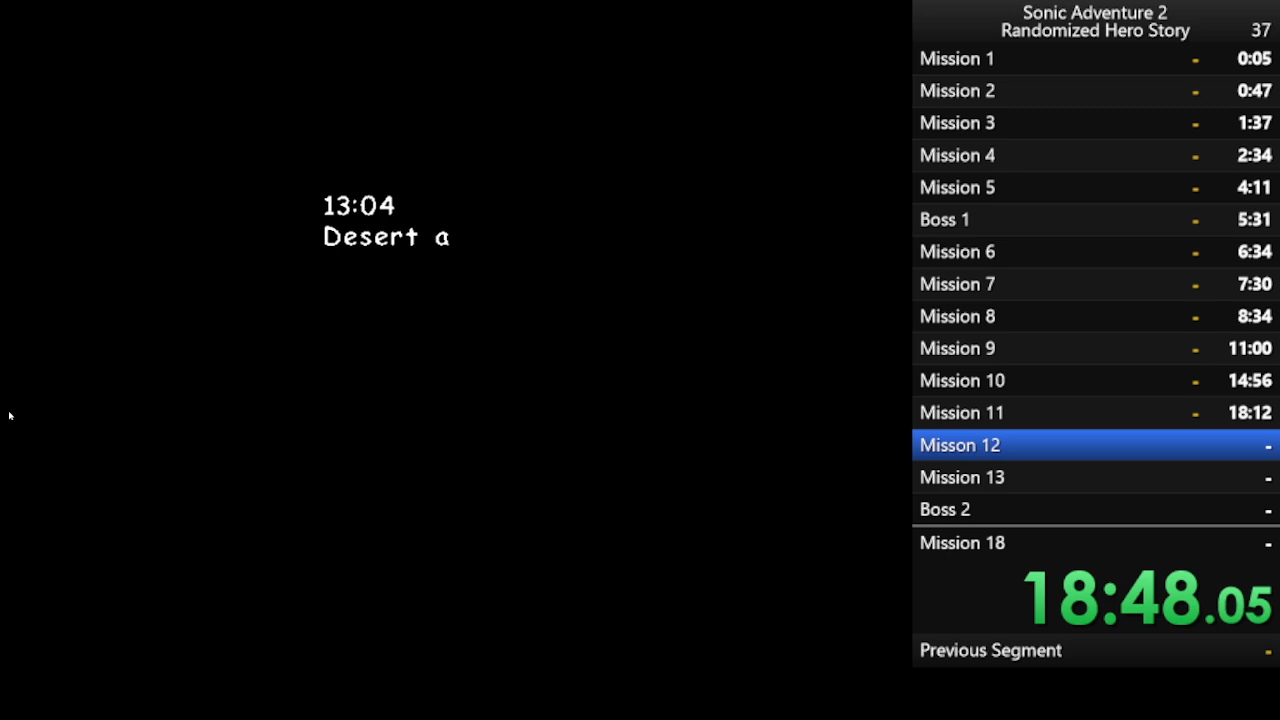 13:04
Desert a
Sonic Adventure 2
Randomized Hero Story 37
Mission 1 - 0:05
Mission 2 - 0:47
Mission 3 - 1:37
Mission 4 - 2:34
Mission 5 - 4:11
Boss 1 - 5:31
Mission 6 - 6:34
Mission 7 - 7:30
Mission 8 - 8:34
Mission 9 - 11:00
Mission 10 - 14:56
Mission 11 - 18:12
Misson 12 -
Mission 13 -
Boss 2 -
Mission 18 -
18:48.05
Previous Segment -